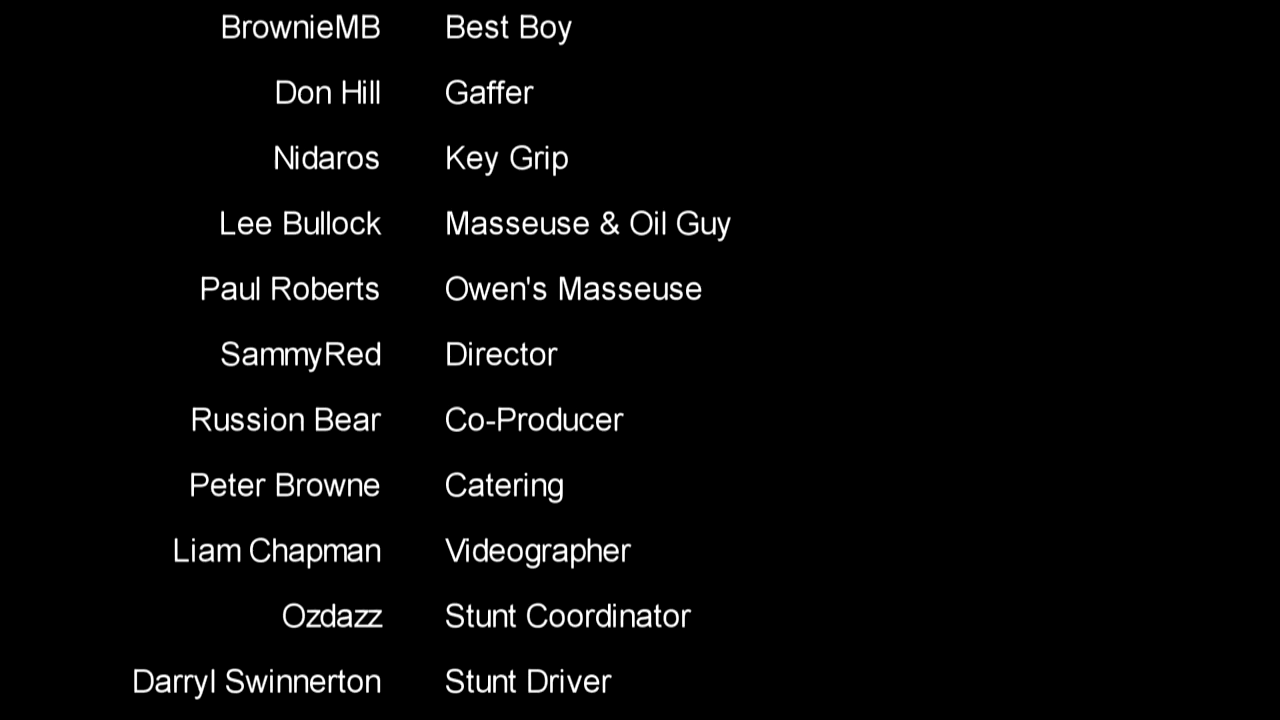 BrownieMB Best Boy
Don Hill Gaffer
Nidaros Key Grip
Lee Bullock Masseuse & Oil Guy
Paul Roberts Owen's Masseuse
SammyRed Director
Russion Bear Co-Producer
Peter Browne Catering
Liam Chapman Videographer
Ozdazz Stunt Coordinator
Darryl Swinnerton Stunt Driver